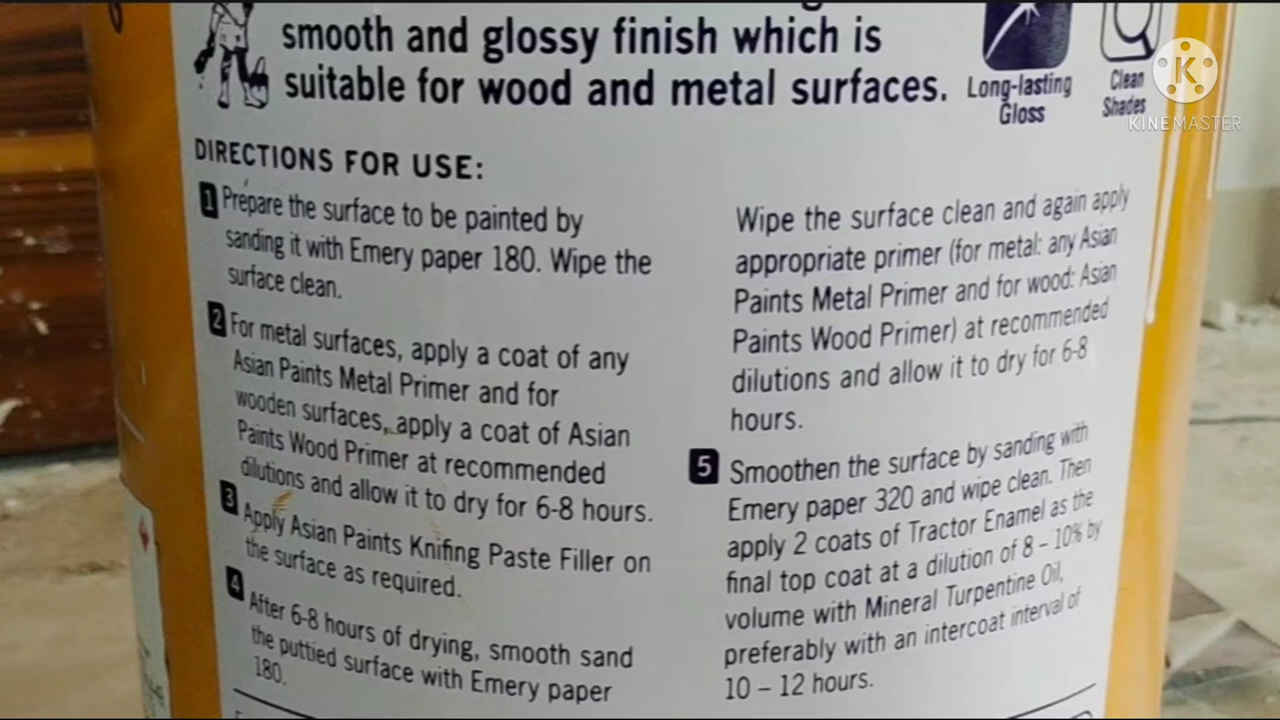 smooth and glossy finish which is
suitable for wood and metal surfaces.
Long-lasting
Gloss
Clean
Shades
K
KINEMASTER
DIRECTIONS FOR USE:
1 Prepare the surface to be painted by
sanding it with Emery paper 180. Wipe the
surface clean.
2 For metal surfaces, apply a coat of any
Asian Paints Metal Primer and for
wooden surfaces, apply a coat of Asian
Paints Wood Primer at recommended
dilutions and allow it to dry for 6-8 hours.
3 Apply Asian Paints Knifing Paste Filler on
the surface as required.
4 After 6-8 hours of drying, smooth sand
the puttied surface with Emery paper
180.
Wipe the surface clean and again apply
appropriate primer (for metal: any Asian
Paints Metal Primer and for wood: Asian
Paints Wood Primer) at recommended
dilutions and allow it to dry for 6-8
hours.
5 Smoothen the surface by sanding with
Emery paper 320 and wipe clean. Then
apply 2 coats of Tractor Enamel as the
final top coat at a dilution of 8 – 10% by
volume with Mineral Turpentine Oil,
preferably with an intercoat interval of
10 – 12 hours.